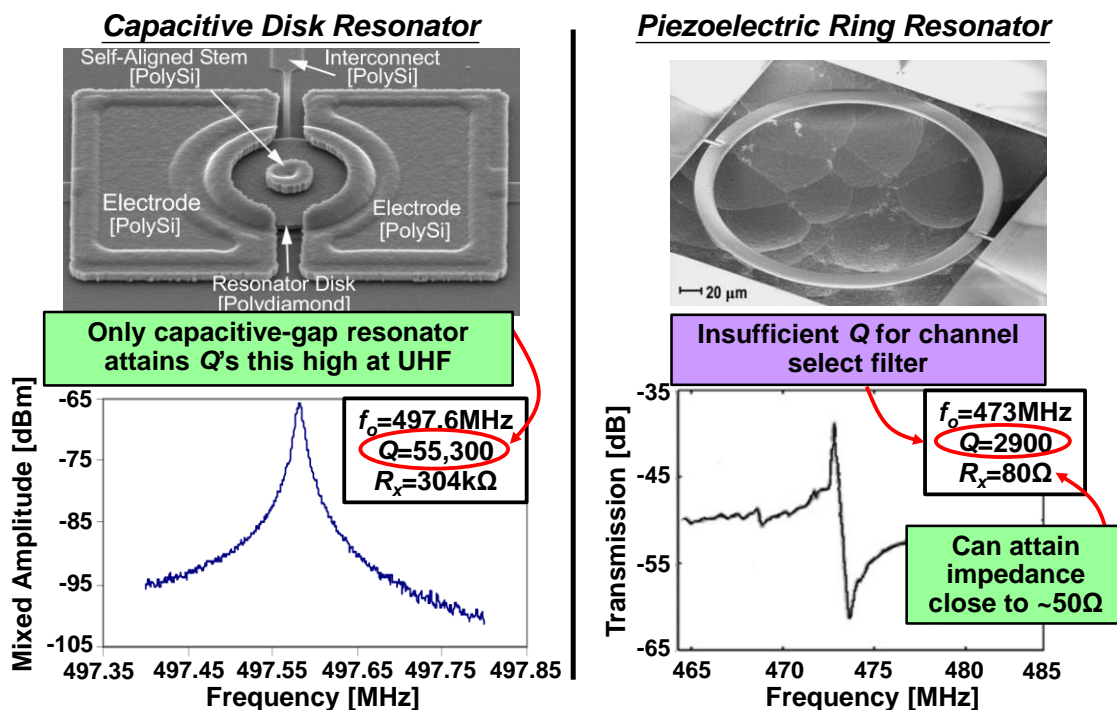 Capacitive Disk Resonator
Self-Aligned Stem
[PolySi]
Interconnect
[PolySi]
Electrode
[PolySi]
Electrode
[PolySi]
Resonator Disk
[Polydiamond]
Only capacitive-gap resonator
attains Q's this high at UHF
Mixed Amplitude [dBm]
-65
-75
-85
-95
-105
fo=497.6MHz
Q=55,300
Rx=304kΩ
497.35
497.45
497.55
497.65
497.75
497.85
Frequency [MHz]
Piezoelectric Ring Resonator
20 μm
Insufficient Q for channel
select filter
Transmission [dB]
-35
-45
-55
-65
fo=473MHz
Q=2900
Rx=80Ω
Can attain
impedance
close to ~50Ω
465
470
475
480
485
Frequency [MHz]